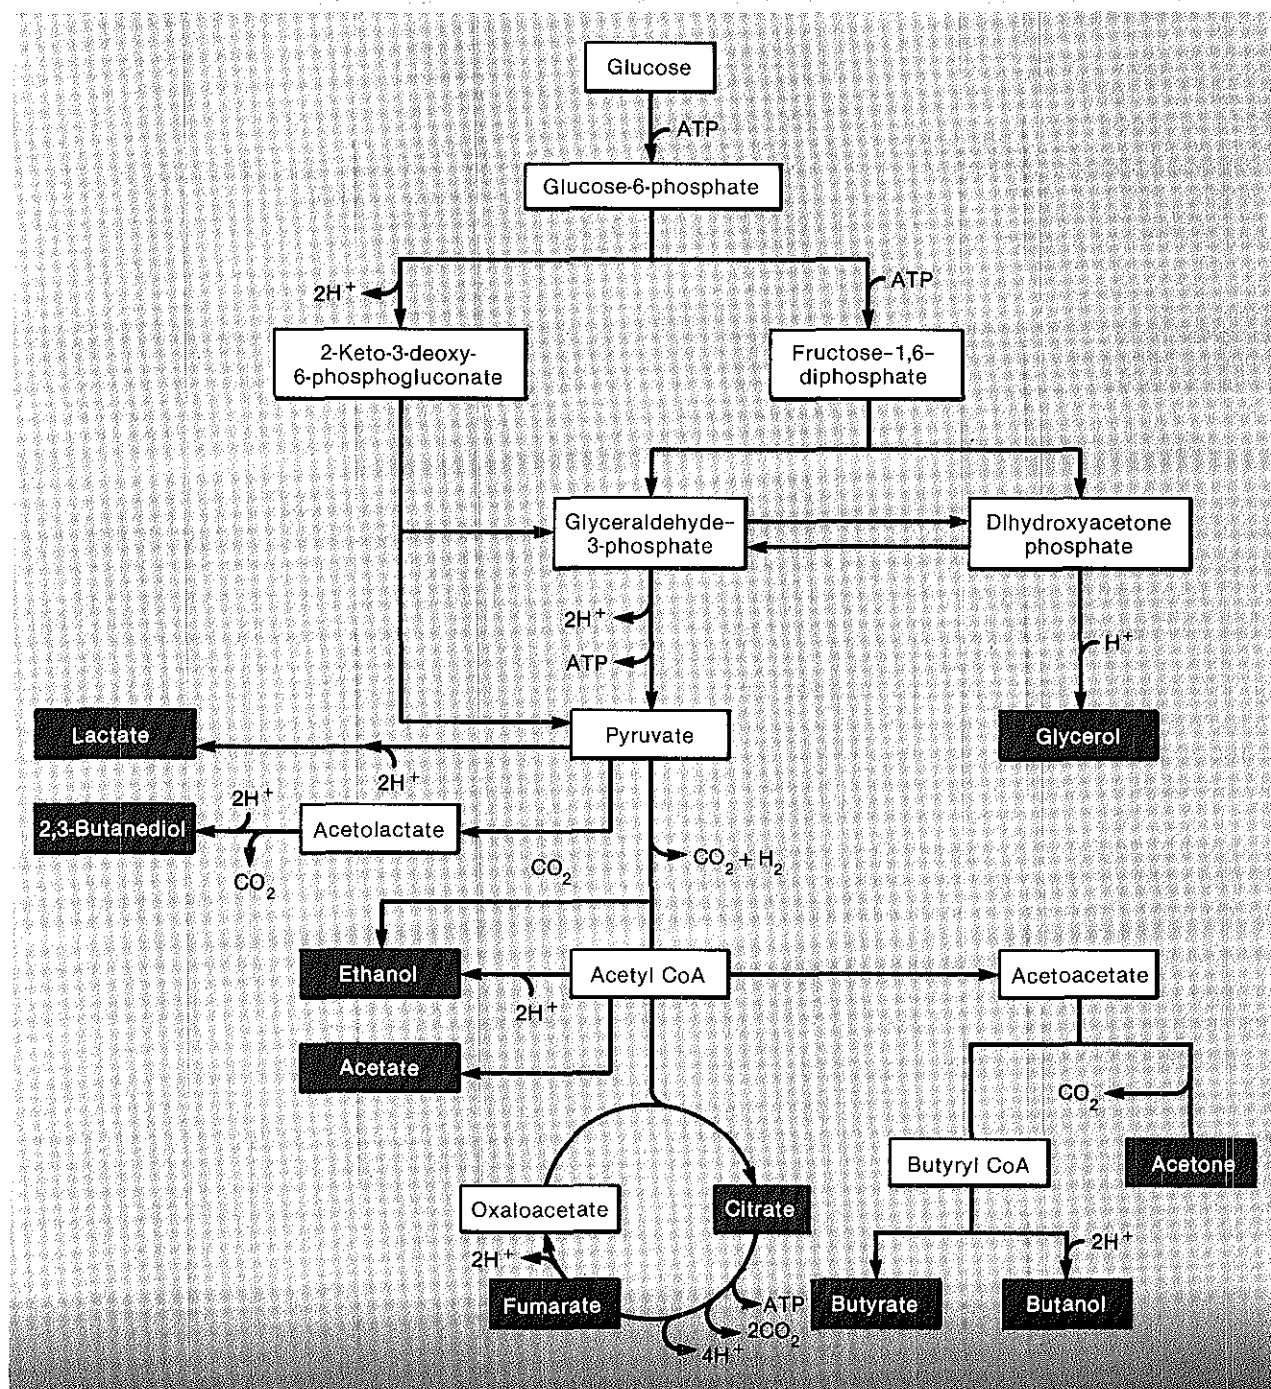 Glucose
ATP
Glucose-6-phosphate
2H+
ATP
2-Keto-3-deoxy-
6-phosphogluconate
Fructose-1,6-
diphosphate
Glyceraldehyde-
3-phosphate
DIhydroxyacetone
phosphate
2H+
ATP
H+
Lactate
Pyruvate
Glycerol
2H+
2H+
2,3-Butanediol
Acetolactate
CO2
CO2
CO2 + H2
Ethanol
Acetyl CoA
Acetoacetate
2H+
Acetate
CO2
Butyryl CoA
Acetone
Oxaloacetate
Citrate
2H+
2H+
Fumarate
ATP
Butyrate
Butanol
2CO2
4H+